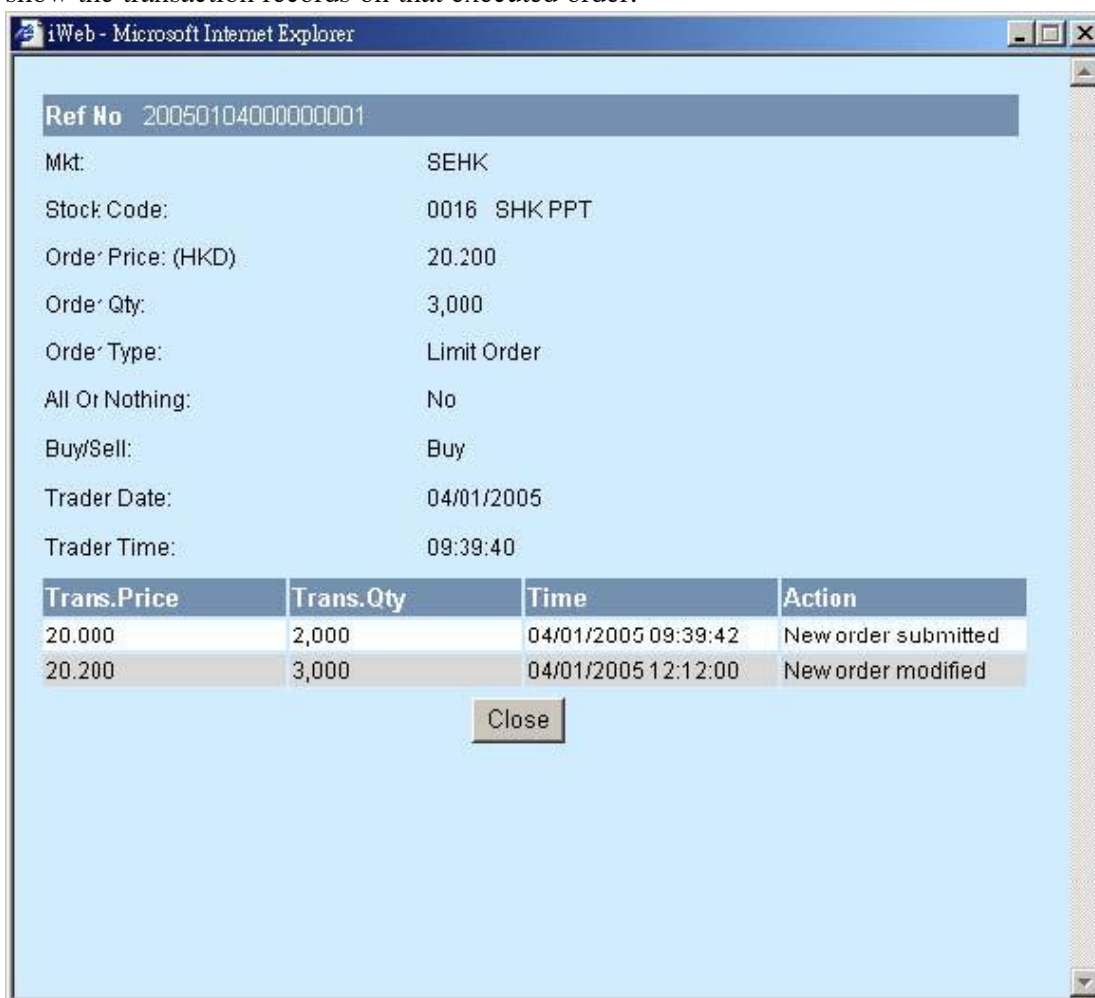 show the transaction records on that executed order.
iWeb - Microsoft Internet Explorer
Ref No 20050104000000001
Mkt: SEHK
Stock Code: 0016 SHK PPT
Order Price: (HKD) 20.200
Order Qty: 3,000
Order Type: Limit Order
All Or Nothing: No
Buy/Sell: Buy
Trader Date: 04/01/2005
Trader Time: 09:39:40
Trans.Price Trans.Qty Time Action
20.000 2,000 04/01/2005 09:39:42 New order submitted
20.200 3,000 04/01/2005 12:12:00 New order modified
Close